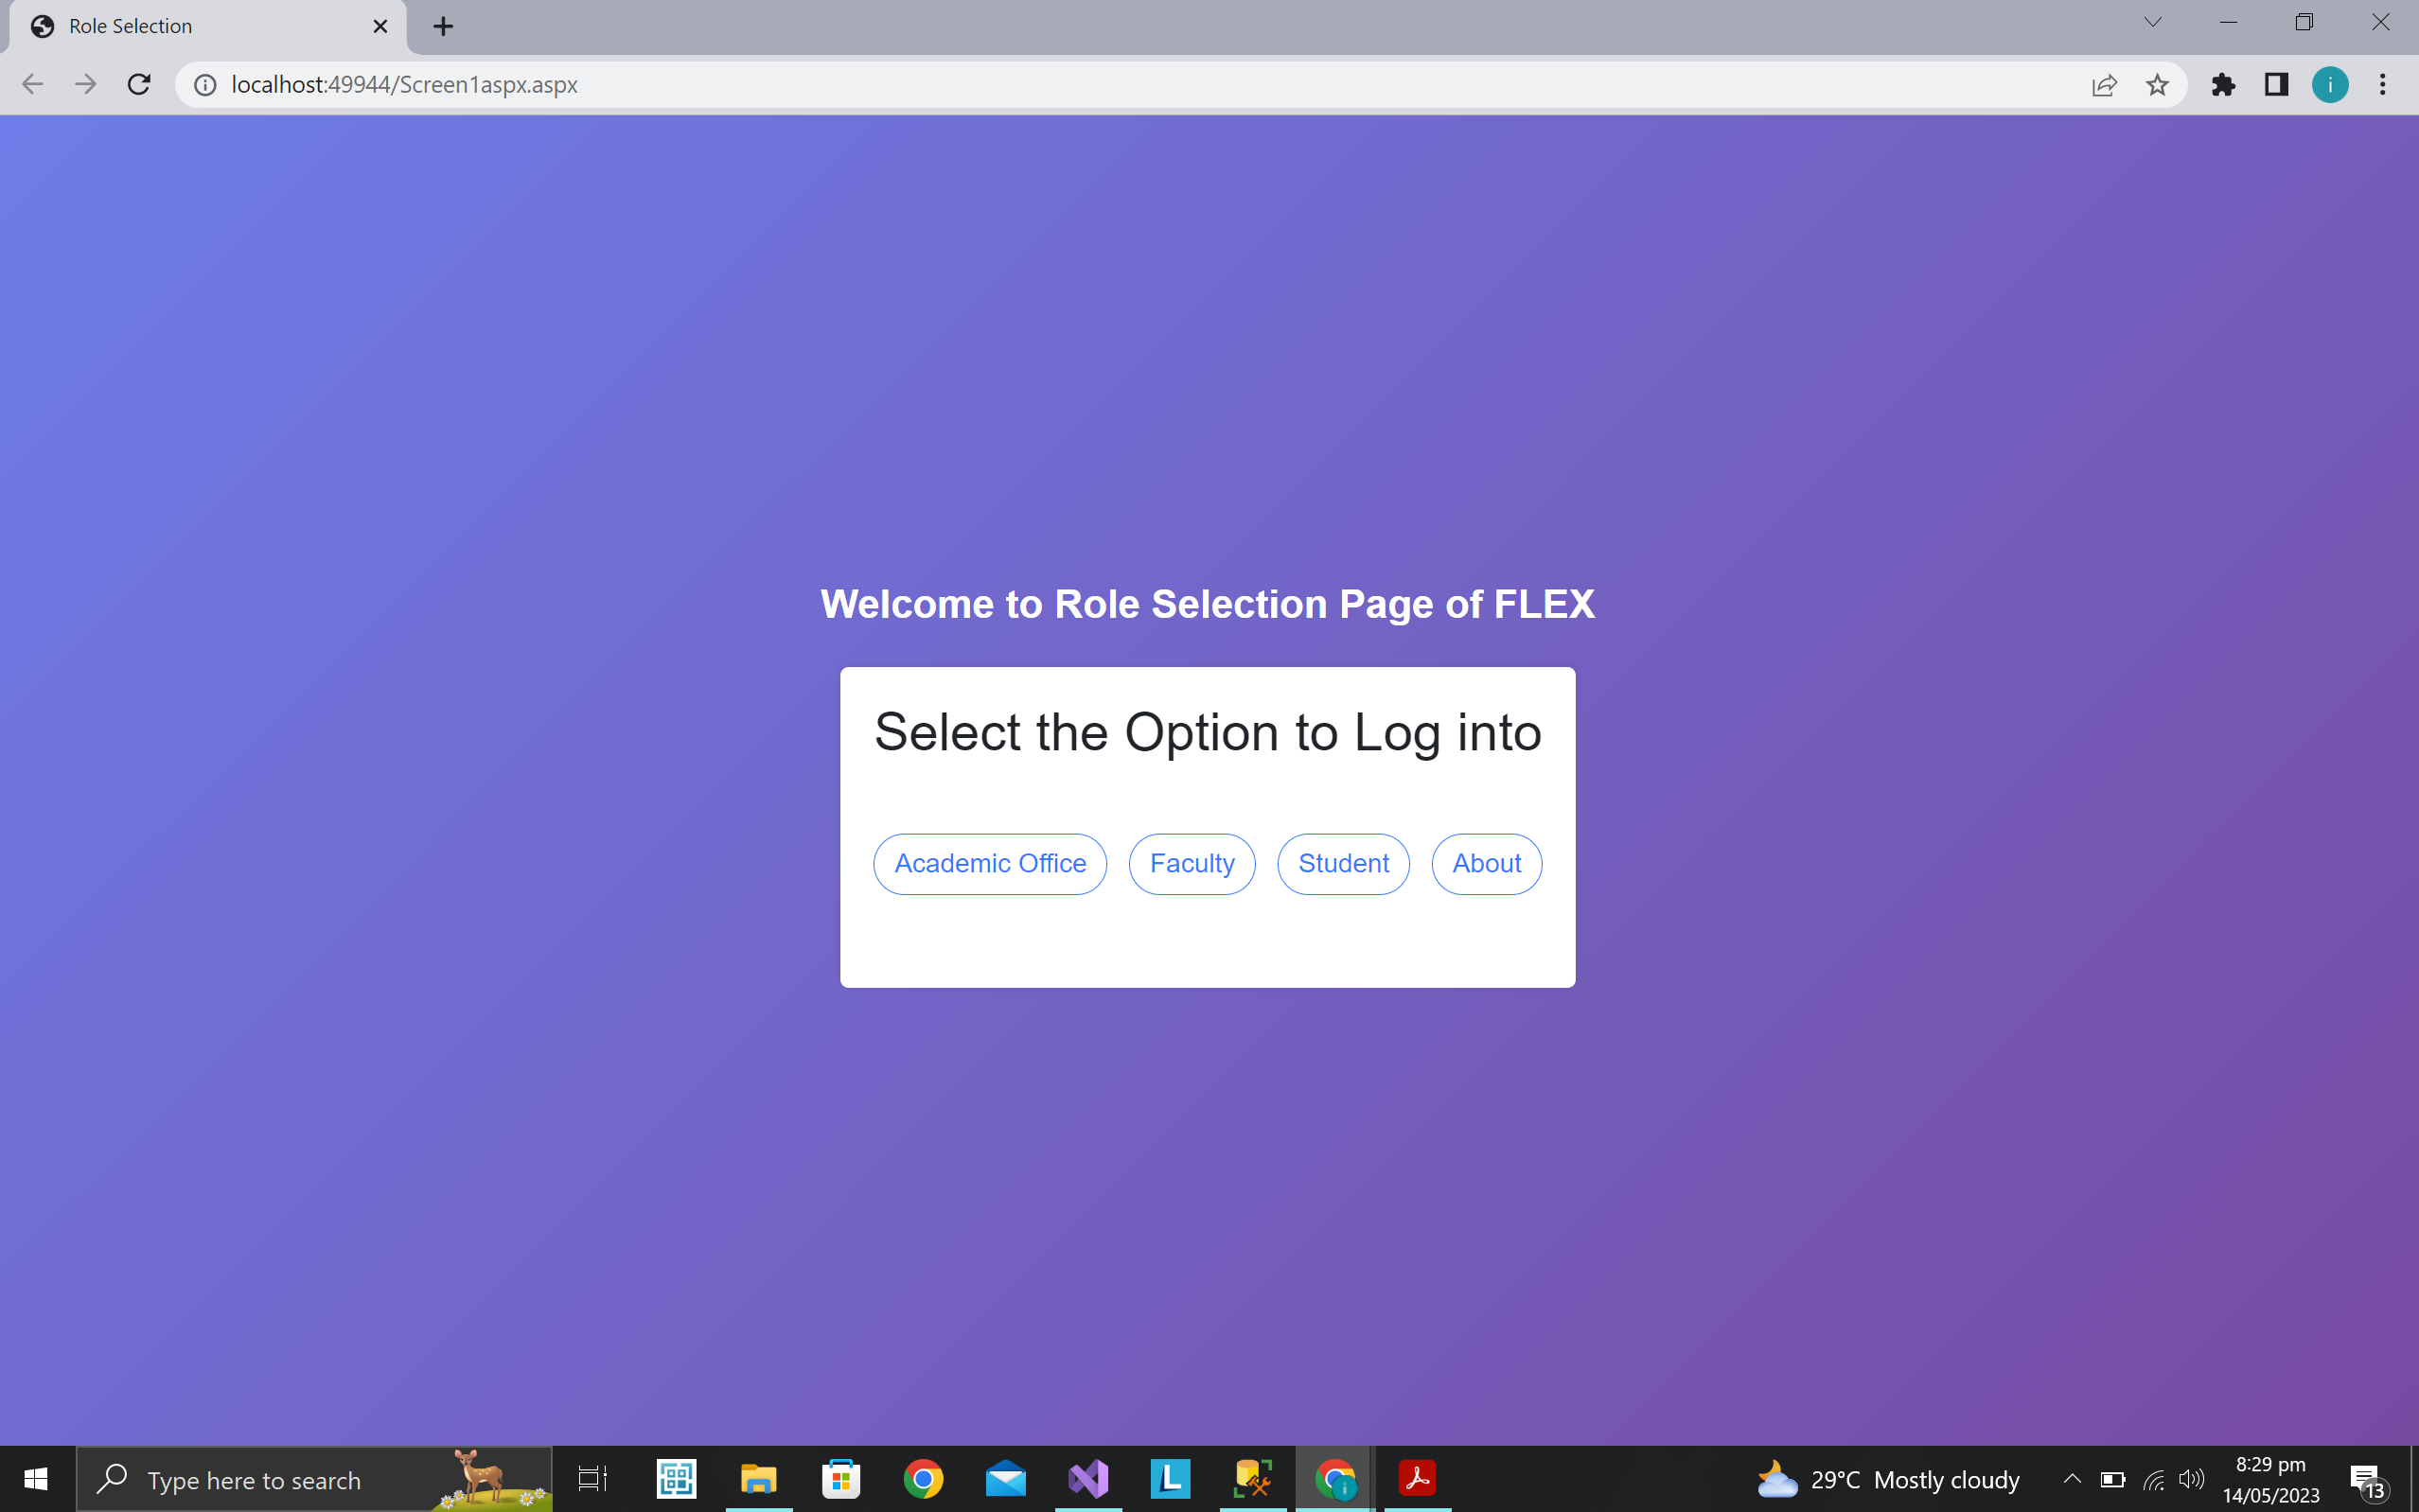 Role Selection
localhost:49944/Screen1aspx.aspx
i
Welcome to Role Selection Page of FLEX
Select the Option to Log into
Academic Office Faculty Student About
Type here to search
L
29°C Mostly cloudy
8:29 pm
14/05/2023
13